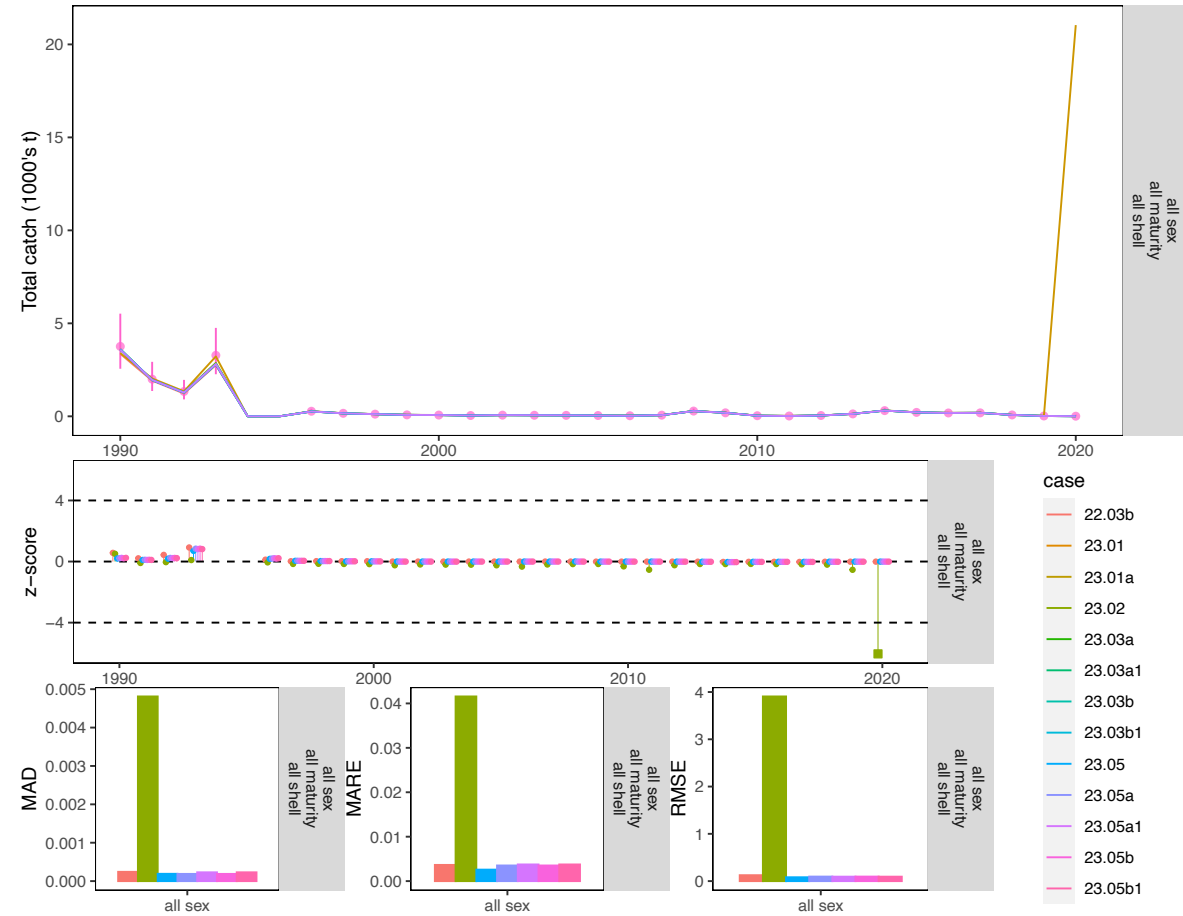 Total catch (1000's t)
20
15
10
5
0
1990
2000
2010
2020
all sex
all maturity
all shell
z−score
4
0
−4
1990
2000
2010
2020
all sex
all maturity
all shell
case
22.03b
23.01
23.01a
23.02
23.03a
23.03a1
23.03b
23.03b1
23.05
23.05a
23.05a1
23.05b
23.05b1
MAD
0.005
0.004
0.003
0.002
0.001
0.000
all sex
all sex
all maturity
all shell
MARE
0.04
0.03
0.02
0.01
0.00
all sex
all sex
all maturity
all shell
RMSE
4
3
2
1
0
all sex
all sex
all maturity
all shell